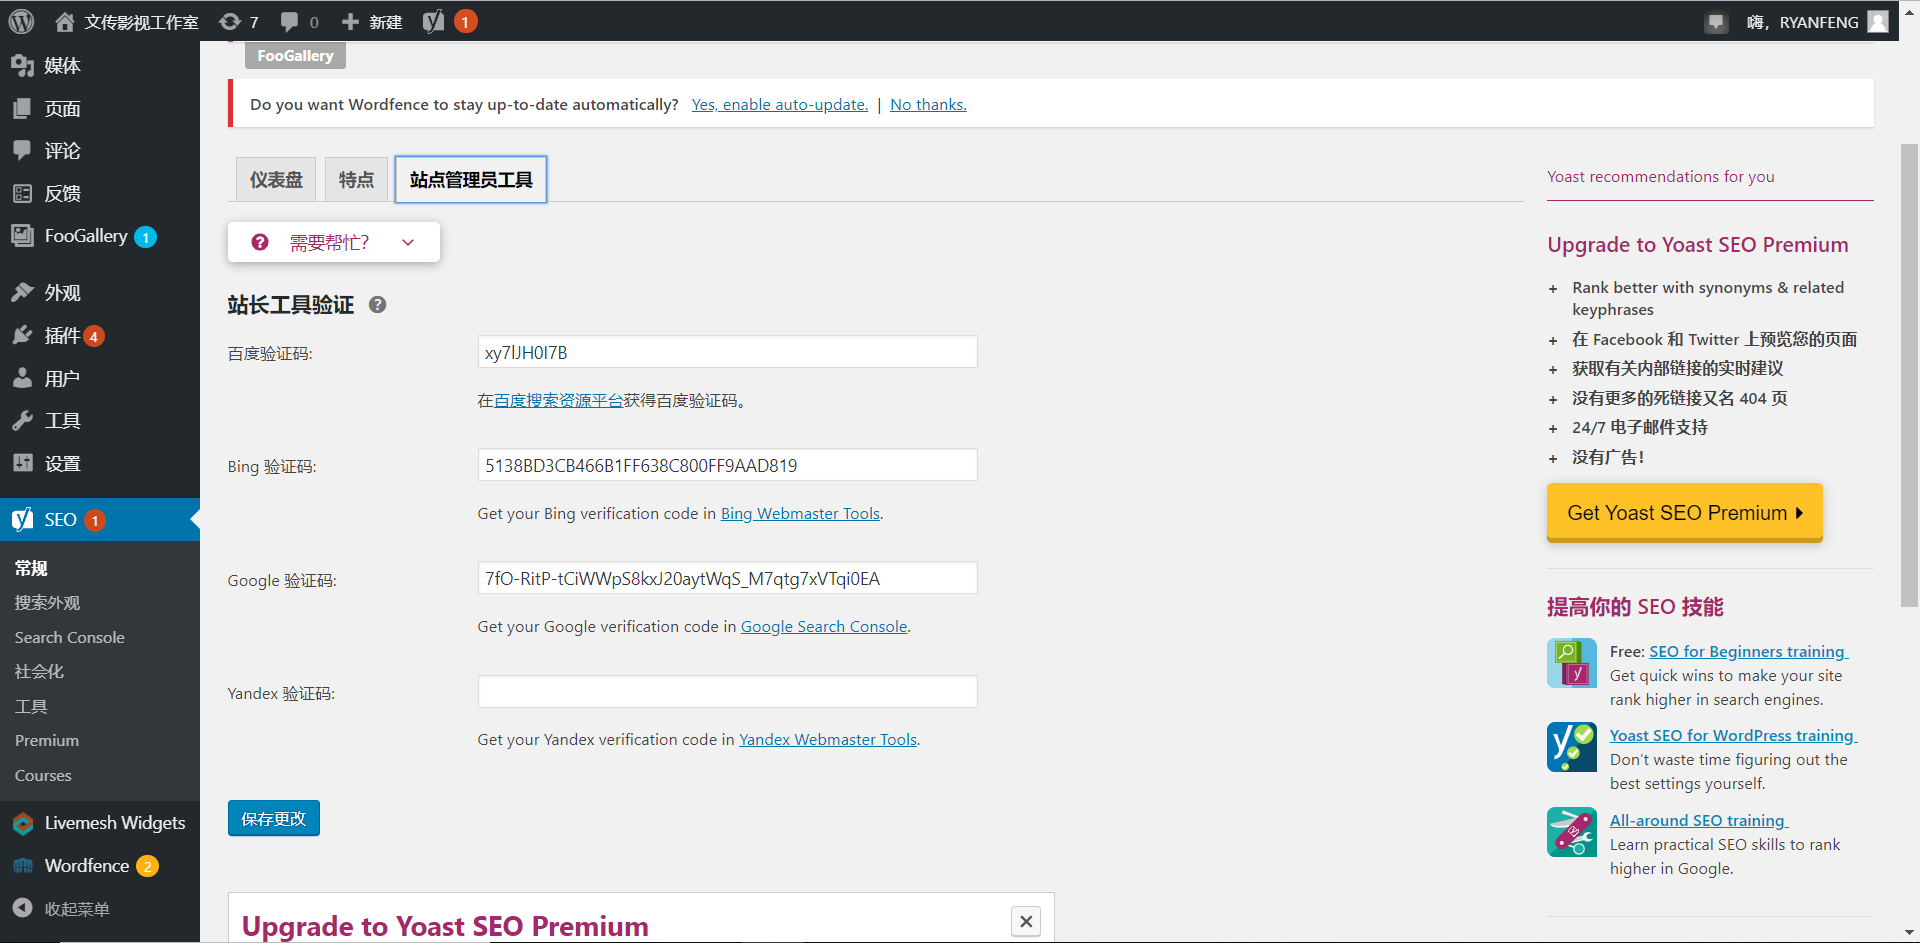 文传影视工作室 7 0 新建 1 嗨，RYANFENG
媒体
页面
评论
反馈
FooGallery 1
外观
插件 4
用户
工具
设置
SEO 1
常规
搜索外观
Search Console
社会化
工具
Premium
Courses
Livemesh Widgets
Wordfence 2
收起菜单
FooGallery
Do you want Wordfence to stay up-to-date automatically? Yes, enable auto-update. | No thanks.
仪表盘 特点 站点管理员工具
需要帮忙？
站长工具验证
百度验证码: xy7lJH0I7B
在百度搜索资源平台获得百度验证码。
Bing 验证码: 5138BD3CB466B1FF638C800FF9AAD819
Get your Bing verification code in Bing Webmaster Tools.
Google 验证码: 7fO-RitP-tCiWWpS8kxJ20aytWqS_M7qtg7xVTqi0EA
Get your Google verification code in Google Search Console.
Yandex 验证码:
Get your Yandex verification code in Yandex Webmaster Tools.
保存更改
Upgrade to Yoast SEO Premium
Yoast recommendations for you
Upgrade to Yoast SEO Premium
+ Rank better with synonyms & related
keyphrases
+ 在 Facebook 和 Twitter 上预览您的页面
+ 获取有关内部链接的实时建议
+ 没有更多的死链接又名 404 页
+ 24/7 电子邮件支持
+ 没有广告！
Get Yoast SEO Premium
提高你的 SEO 技能
Free: SEO for Beginners training
Get quick wins to make your site
rank higher in search engines.
Yoast SEO for WordPress training
Don’t waste time figuring out the
best settings yourself.
All-around SEO training
Learn practical SEO skills to rank
higher in Google.